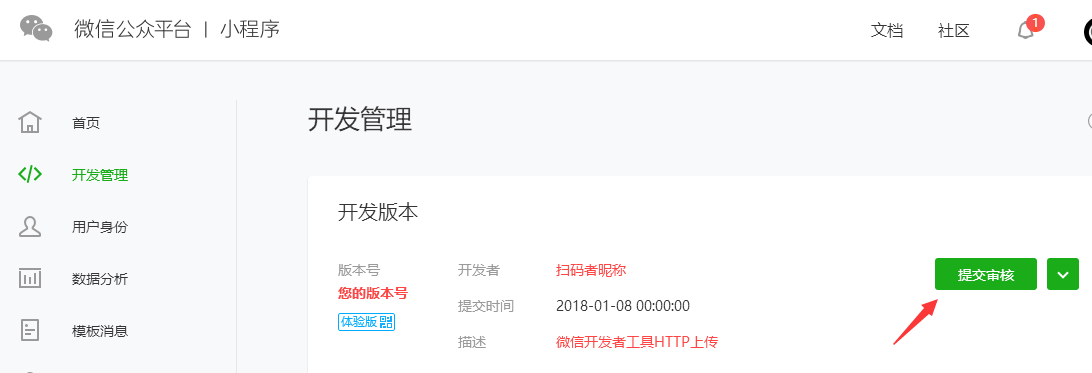 微信公众平台 | 小程序
文档
社区
1
首页
开发管理
用户身份
数据分析
模板消息
开发管理
开发版本
版本号
您的版本号
体验版
开发者
扫码者昵称
提交时间
2018-01-08 00:00:00
描述
微信开发者工具HTTP上传
提交审核